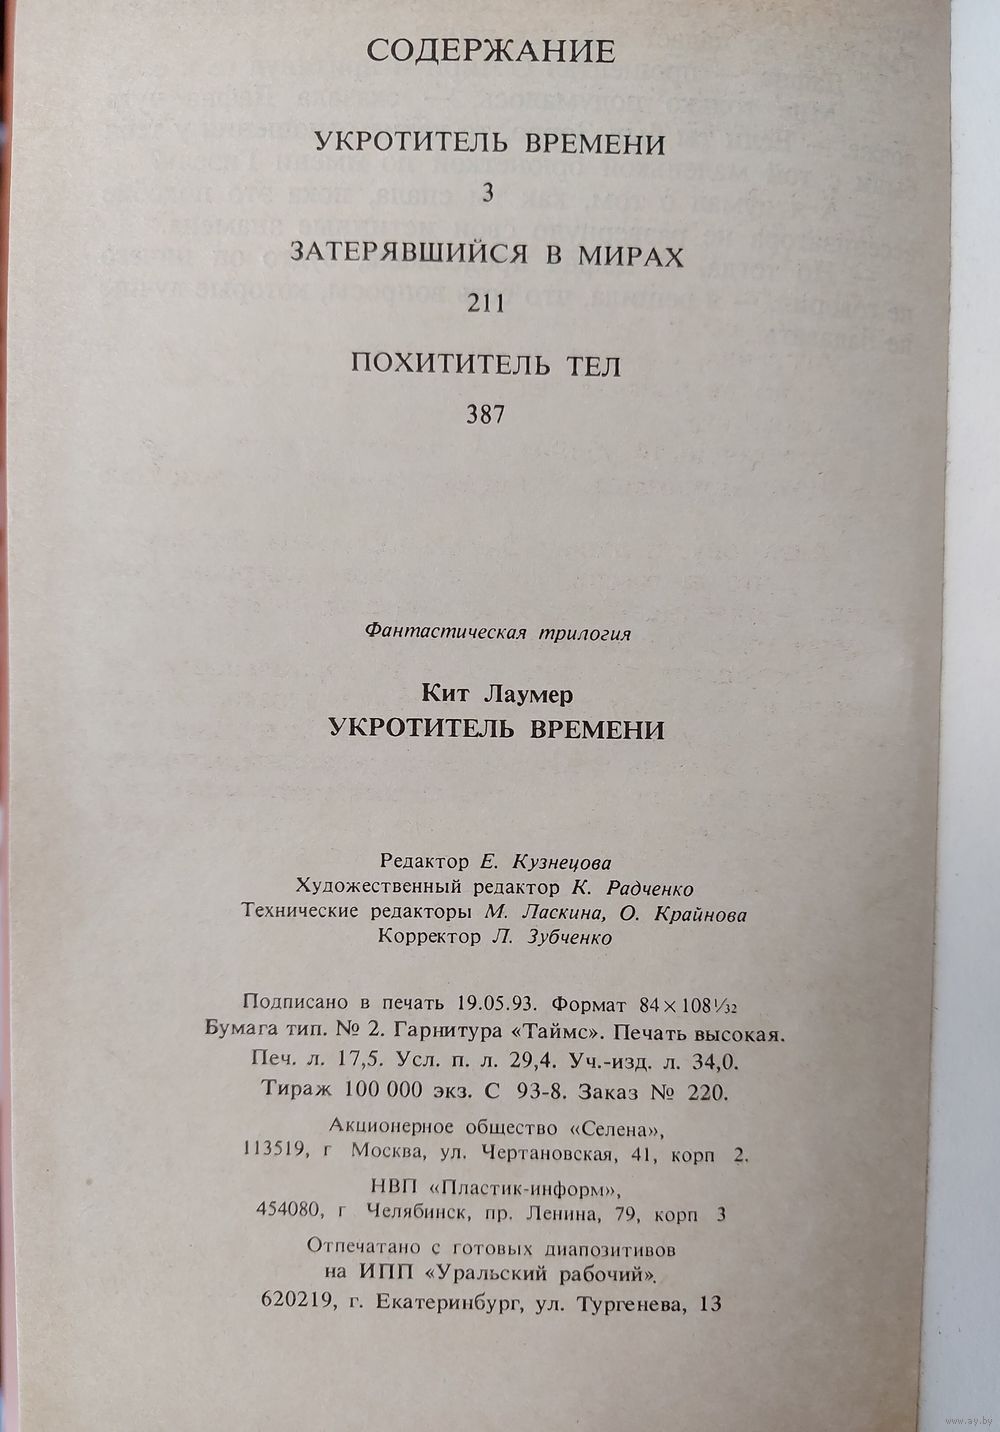 СОДЕРЖАНИЕ
УКРОТИТЕЛЬ ВРЕМЕНИ
3
ЗАТЕРЯВШИЙСЯ В МИРАХ
211
ПОХИТИТЕЛЬ ТЕЛ
387
Фантастическая трилогия
Кит Лаумер
УКРОТИТЕЛЬ ВРЕМЕНИ
Редактор Е. Кузнецова
Художественный редактор К. Радченко
Технические редакторы М. Ласкина, О. Крайнова
Корректор Л. Зубченко
Подписано в печать 19.05.93. Формат 84×108 1/32
Бумага тип. № 2. Гарнитура «Таймс». Печать высокая.
Печ. л. 17,5. Усл. п. л. 29,4. Уч.-изд. л. 34,0.
Тираж 100 000 экз. С 93-8. Заказ № 220.
Акционерное общество «Селена»,
113519, г Москва, ул. Чертановская, 41, корп 2.
НВП «Пластик-информ»,
454080, г Челябинск, пр. Ленина, 79, корп 3
Отпечатано с готовых диапозитивов
на ИПП «Уральский рабочий».
620219, г. Екатеринбург, ул. Тургенева, 13
www.ay.by